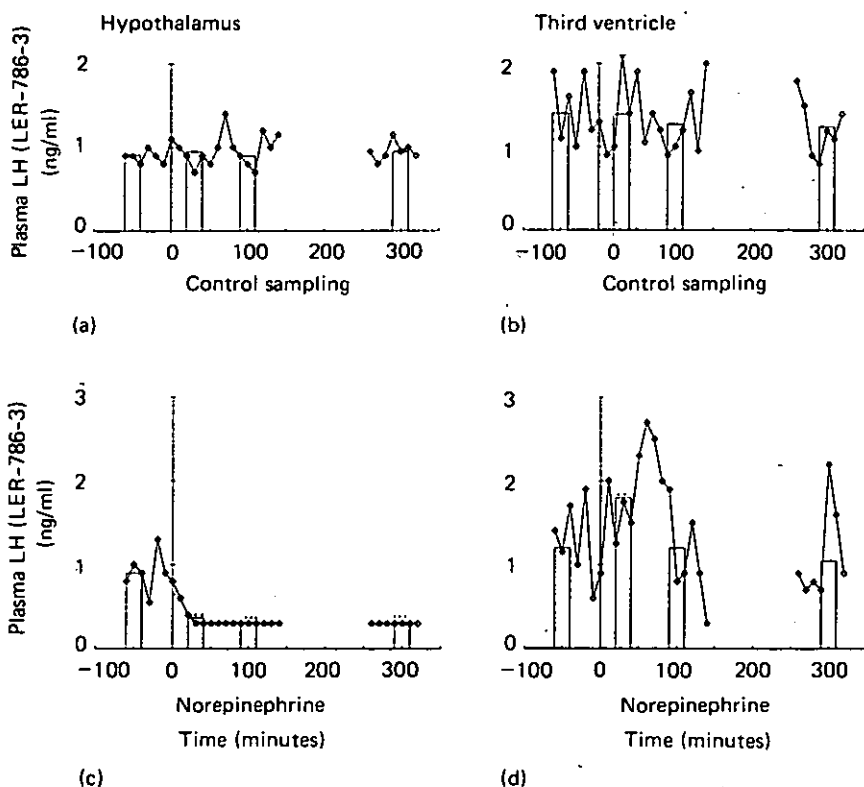 Hypothalamus
Third ventricle
Plasma LH (LER-786-3)
(ng/ml)
2
1
0
-100 0 100 200 300
Control sampling
(a)
2
1
0
-100 0 100 200 300
Control sampling
(b)
Plasma LH (LER-786-3)
(ng/ml)
3
2
1
0
-100 0 100 200 300
Norepinephrine
Time (minutes)
(c)
3
2
1
0
-100 0 100 200 300
Norepinephrine
Time (minutes)
(d)